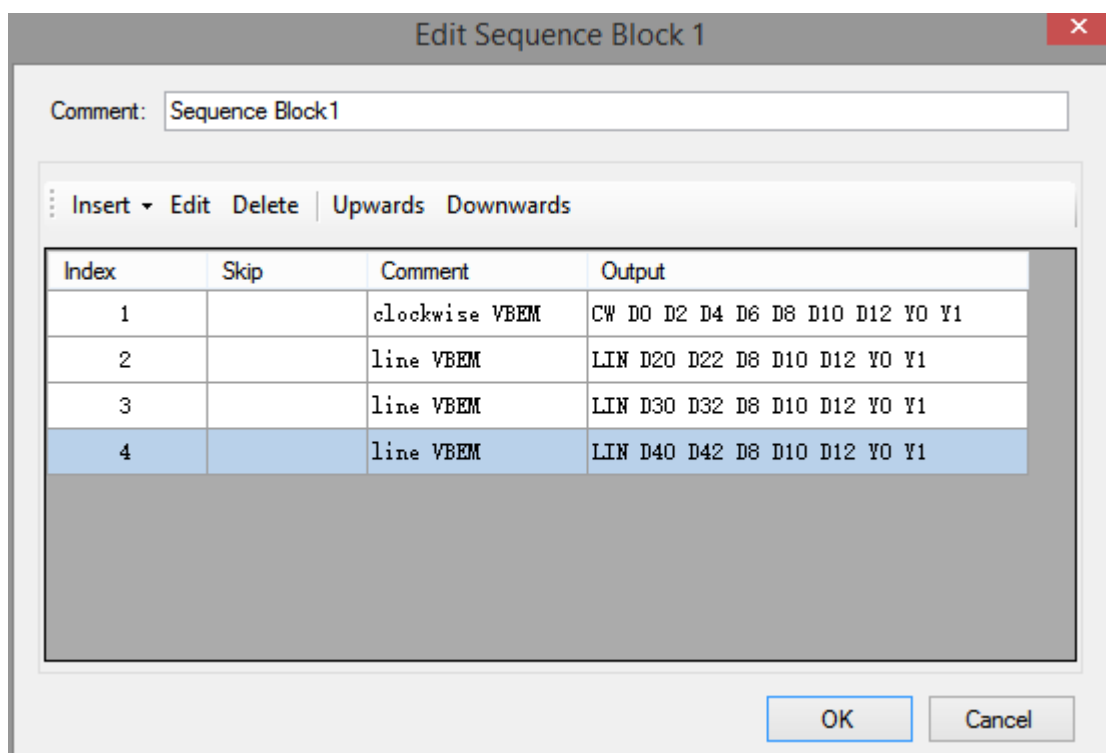 Edit Sequence Block 1
Comment: Sequence Block1
Insert Edit Delete Upwards Downwards
Index Skip Comment Output
1 clockwise VBEM CW D0 D2 D4 D6 D8 D10 D12 Y0 Y1
2 line VBEM LIN D20 D22 D8 D10 D12 Y0 Y1
3 line VBEM LIN D30 D32 D8 D10 D12 Y0 Y1
4 line VBEM LIN D40 D42 D8 D10 D12 Y0 Y1
OK Cancel